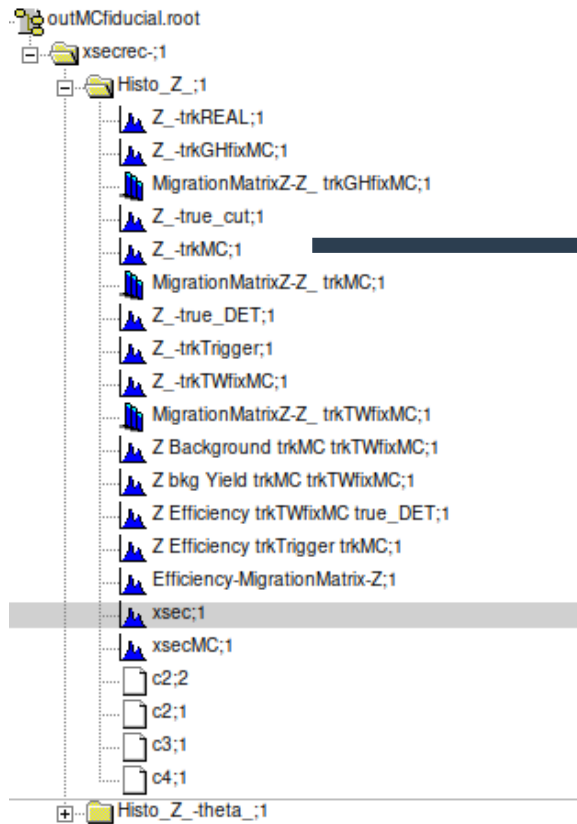 outMCfiducial.root
xsecrec-;1
Histo_Z_;1
Z_-trkREAL;1
Z_-trkGHfixMC;1
MigrationMatrixZ-Z_ trkGHfixMC;1
Z_-true_cut;1
Z_-trkMC;1
MigrationMatrixZ-Z_ trkMC;1
Z_-true_DET;1
Z_-trkTrigger;1
Z_-trkTWfixMC;1
MigrationMatrixZ-Z_ trkTWfixMC;1
Z Background trkMC trkTWfixMC;1
Z bkg Yield trkMC trkTWfixMC;1
Z Efficiency trkTWfixMC true_DET;1
Z Efficiency trkTrigger trkMC;1
Efficiency-MigrationMatrix-Z;1
xsec;1
xsecMC;1
c2;2
c2;1
c3;1
c4;1
Histo_Z_-theta_;1